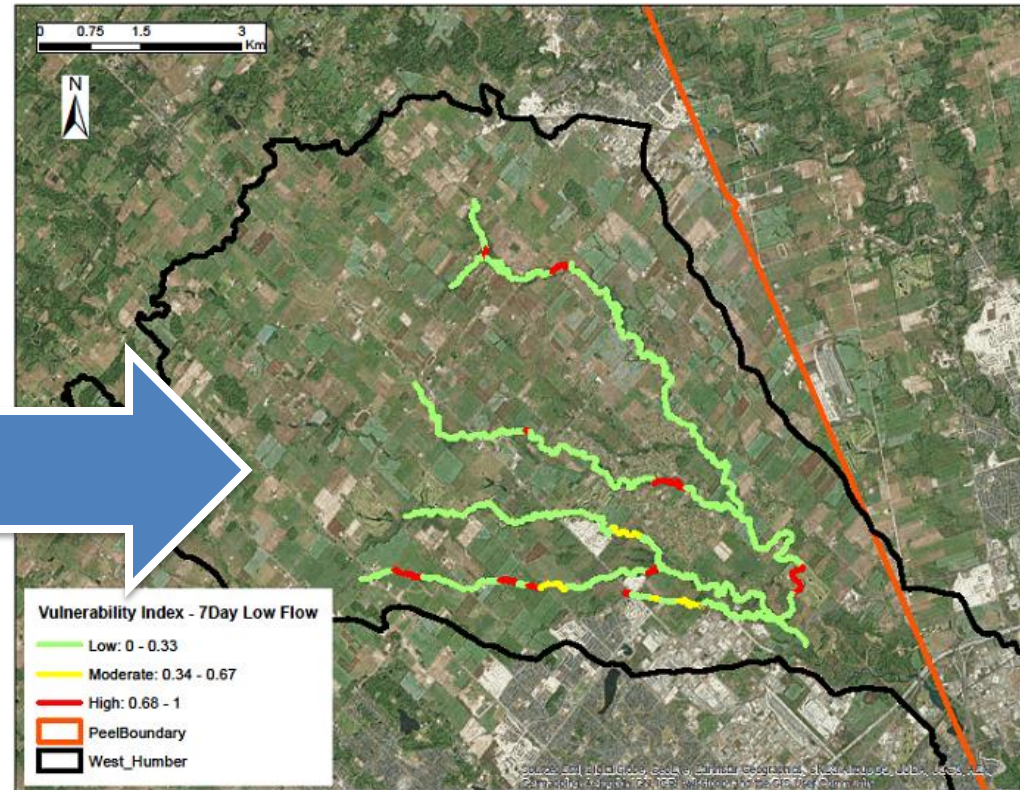 0 0.75 1.5 3
Km
N
Vulnerability Index - 7Day Low Flow
Low: 0 - 0.33
Moderate: 0.34 - 0.67
High: 0.68 - 1
PeelBoundary
West_Humber